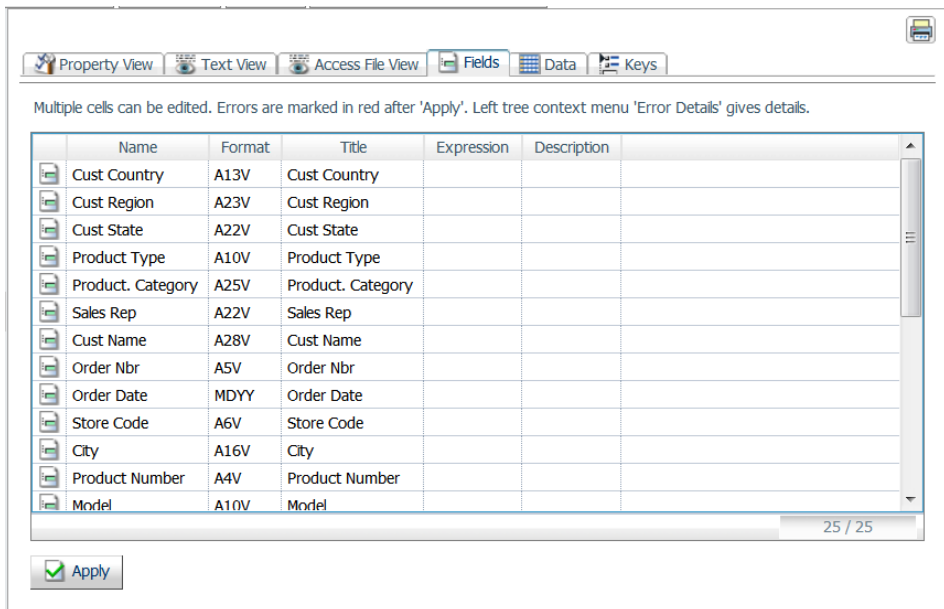 Property View Text View Access File View Fields Data Keys
Multiple cells can be edited. Errors are marked in red after 'Apply'. Left tree context menu 'Error Details' gives details.
Name Format Title Expression Description
Cust Country A13V Cust Country
Cust Region A23V Cust Region
Cust State A22V Cust State
Product Type A10V Product Type
Product. Category A25V Product. Category
Sales Rep A22V Sales Rep
Cust Name A28V Cust Name
Order Nbr A5V Order Nbr
Order Date MDYY Order Date
Store Code A6V Store Code
City A16V City
Product Number A4V Product Number
Model A10V Model
25 / 25
Apply